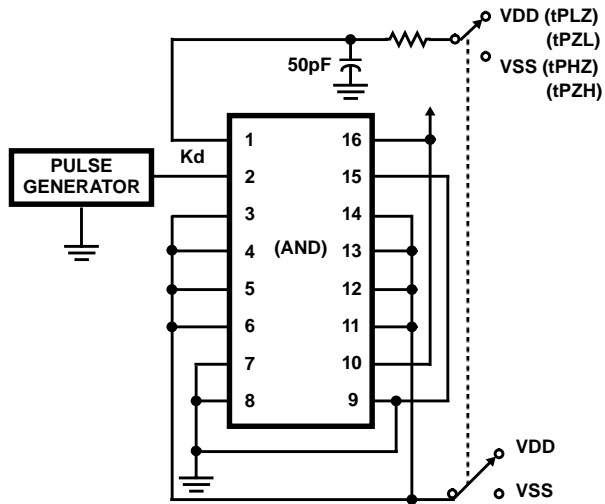 VDD (tPLZ)
(tPZL)
VSS (tPHZ)
(tPZH)
50pF
PULSE
GENERATOR
Kd
(AND)
1
2
3
4
5
6
7
8
16
15
14
13
12
11
10
9
VDD
VSS